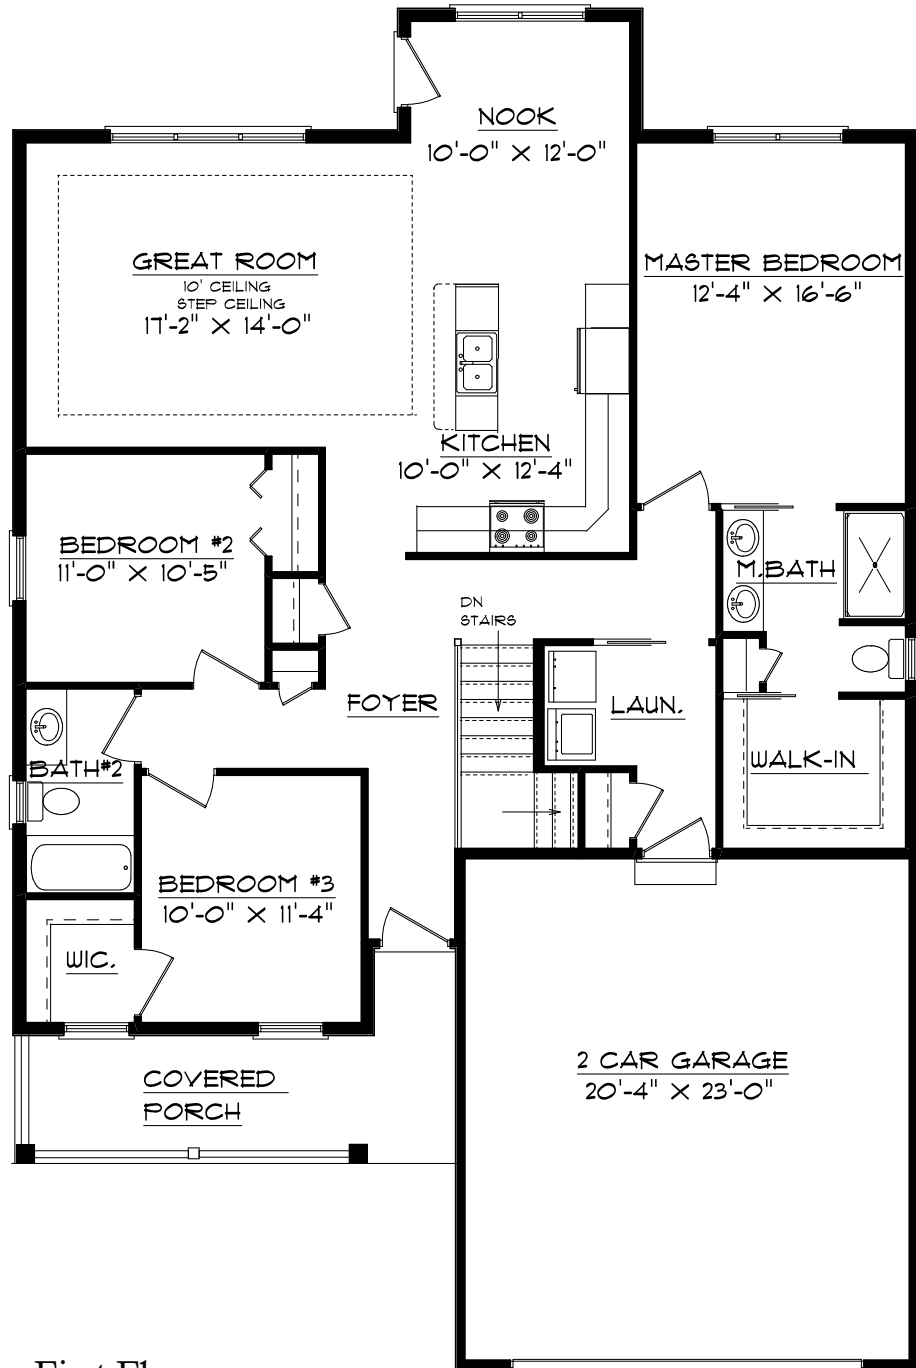 NOOK
10'-0" X 12'-0"
GREAT ROOM
10' CEILING
STEP CEILING
17'-2" X 14'-0"
MASTER BEDROOM
12'-4" X 16'-6"
KITCHEN
10'-0" X 12'-4"
BEDROOM #2
11'-0" X 10'-5"
M.BATH
DN
STAIRS
FOYER
LAUN.
WALK-IN
BATH#2
BEDROOM #3
10'-0" X 11'-4"
WIC.
2 CAR GARAGE
20'-4" X 23'-0"
COVERED
PORCH
First